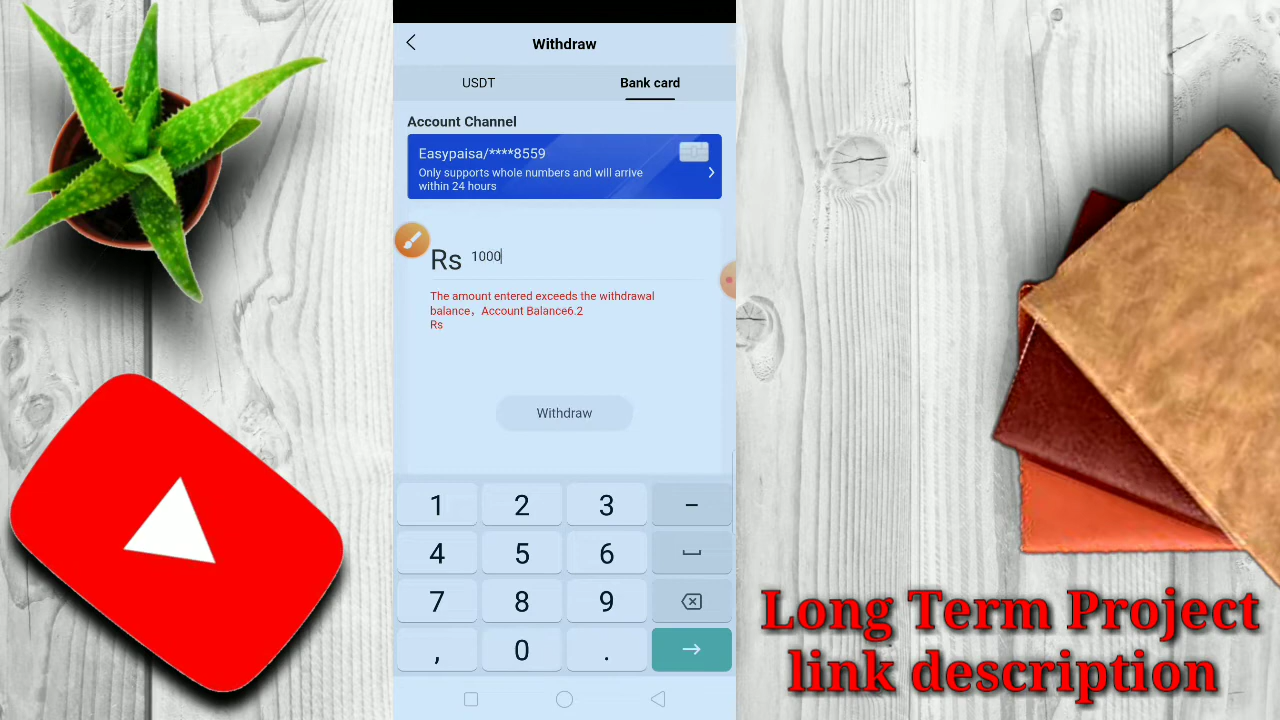 Withdraw
USDT
Bank card
Account Channel
Easypaisa/****8559
Only supports whole numbers and will arrive
within 24 hours
Rs 1000
The amount entered exceeds the withdrawal
balance，Account Balance6.2
Rs
Withdraw
1 2 3 −
4 5 6
7 8 9
, 0 .
Long Term Project
link description